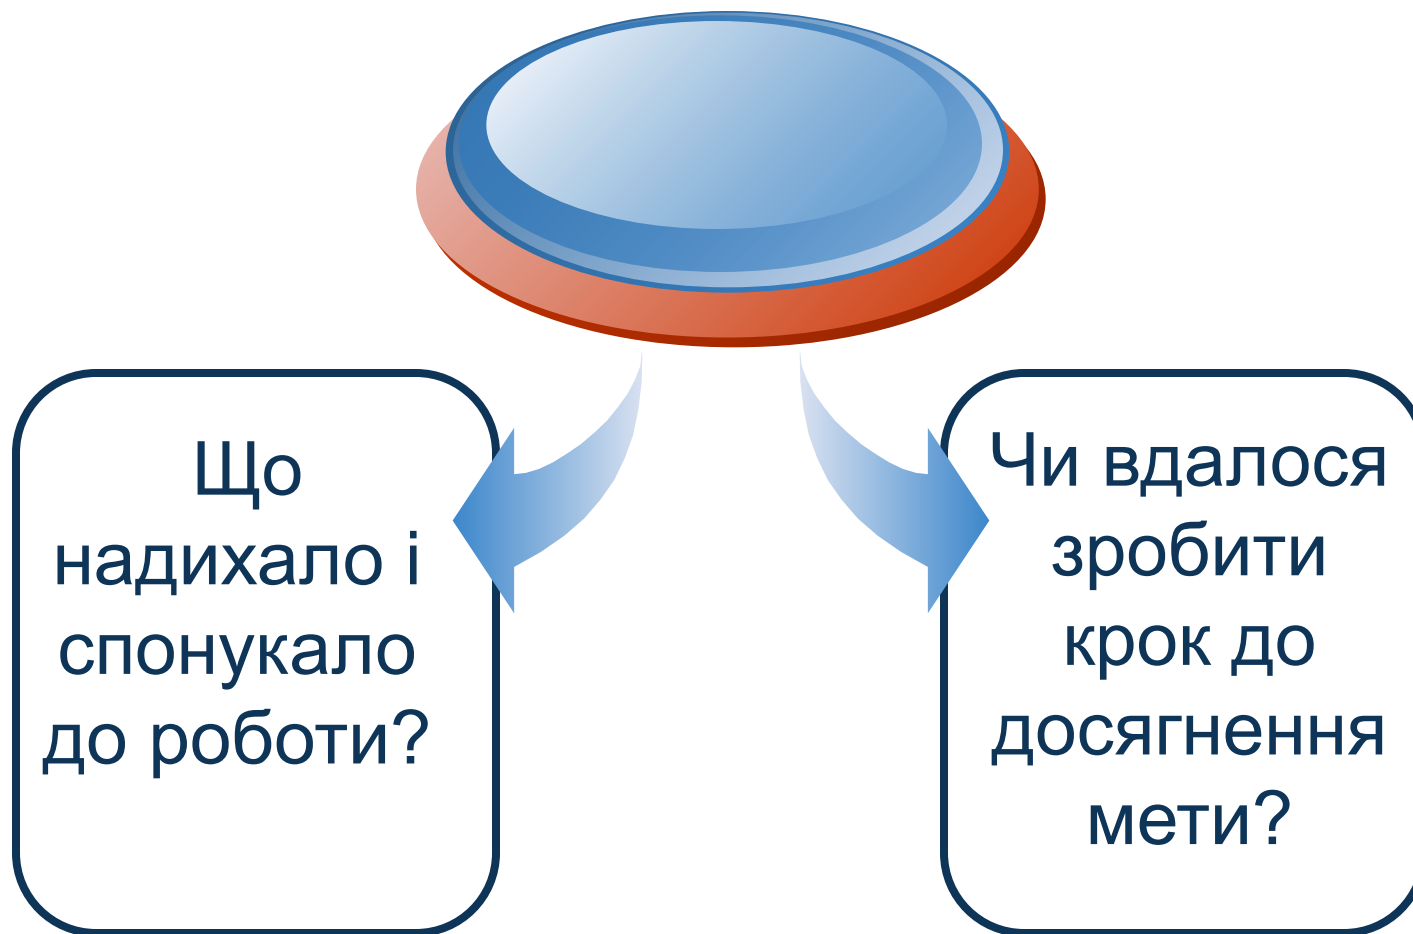 Що
надихало і
спонукало
до роботи?
Чи вдалося
зробити
крок до
досягнення
мети?